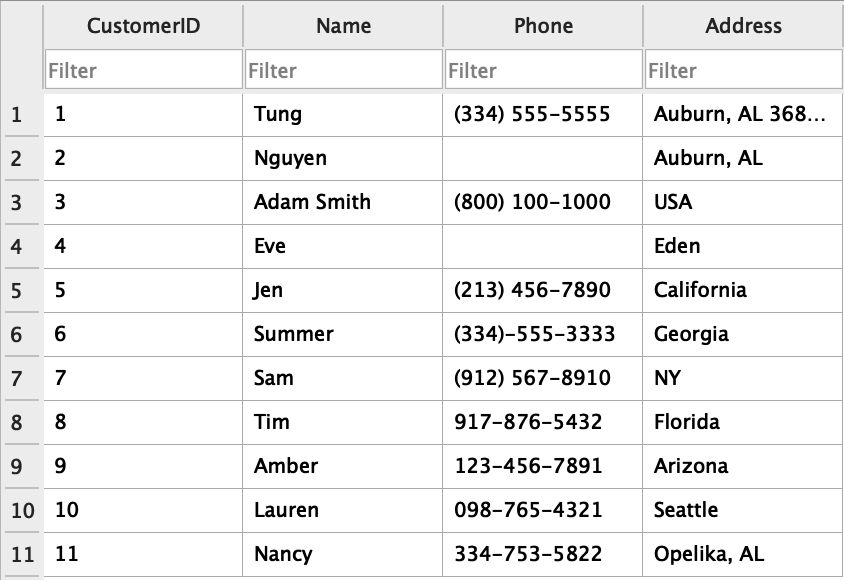 CustomerID Name Phone Address
Filter Filter Filter Filter
1 1 Tung (334) 555-5555 Auburn, AL 368...
2 2 Nguyen Auburn, AL
3 3 Adam Smith (800) 100-1000 USA
4 4 Eve Eden
5 5 Jen (213) 456-7890 California
6 6 Summer (334)-555-3333 Georgia
7 7 Sam (912) 567-8910 NY
8 8 Tim 917-876-5432 Florida
9 9 Amber 123-456-7891 Arizona
10 10 Lauren 098-765-4321 Seattle
11 11 Nancy 334-753-5822 Opelika, AL